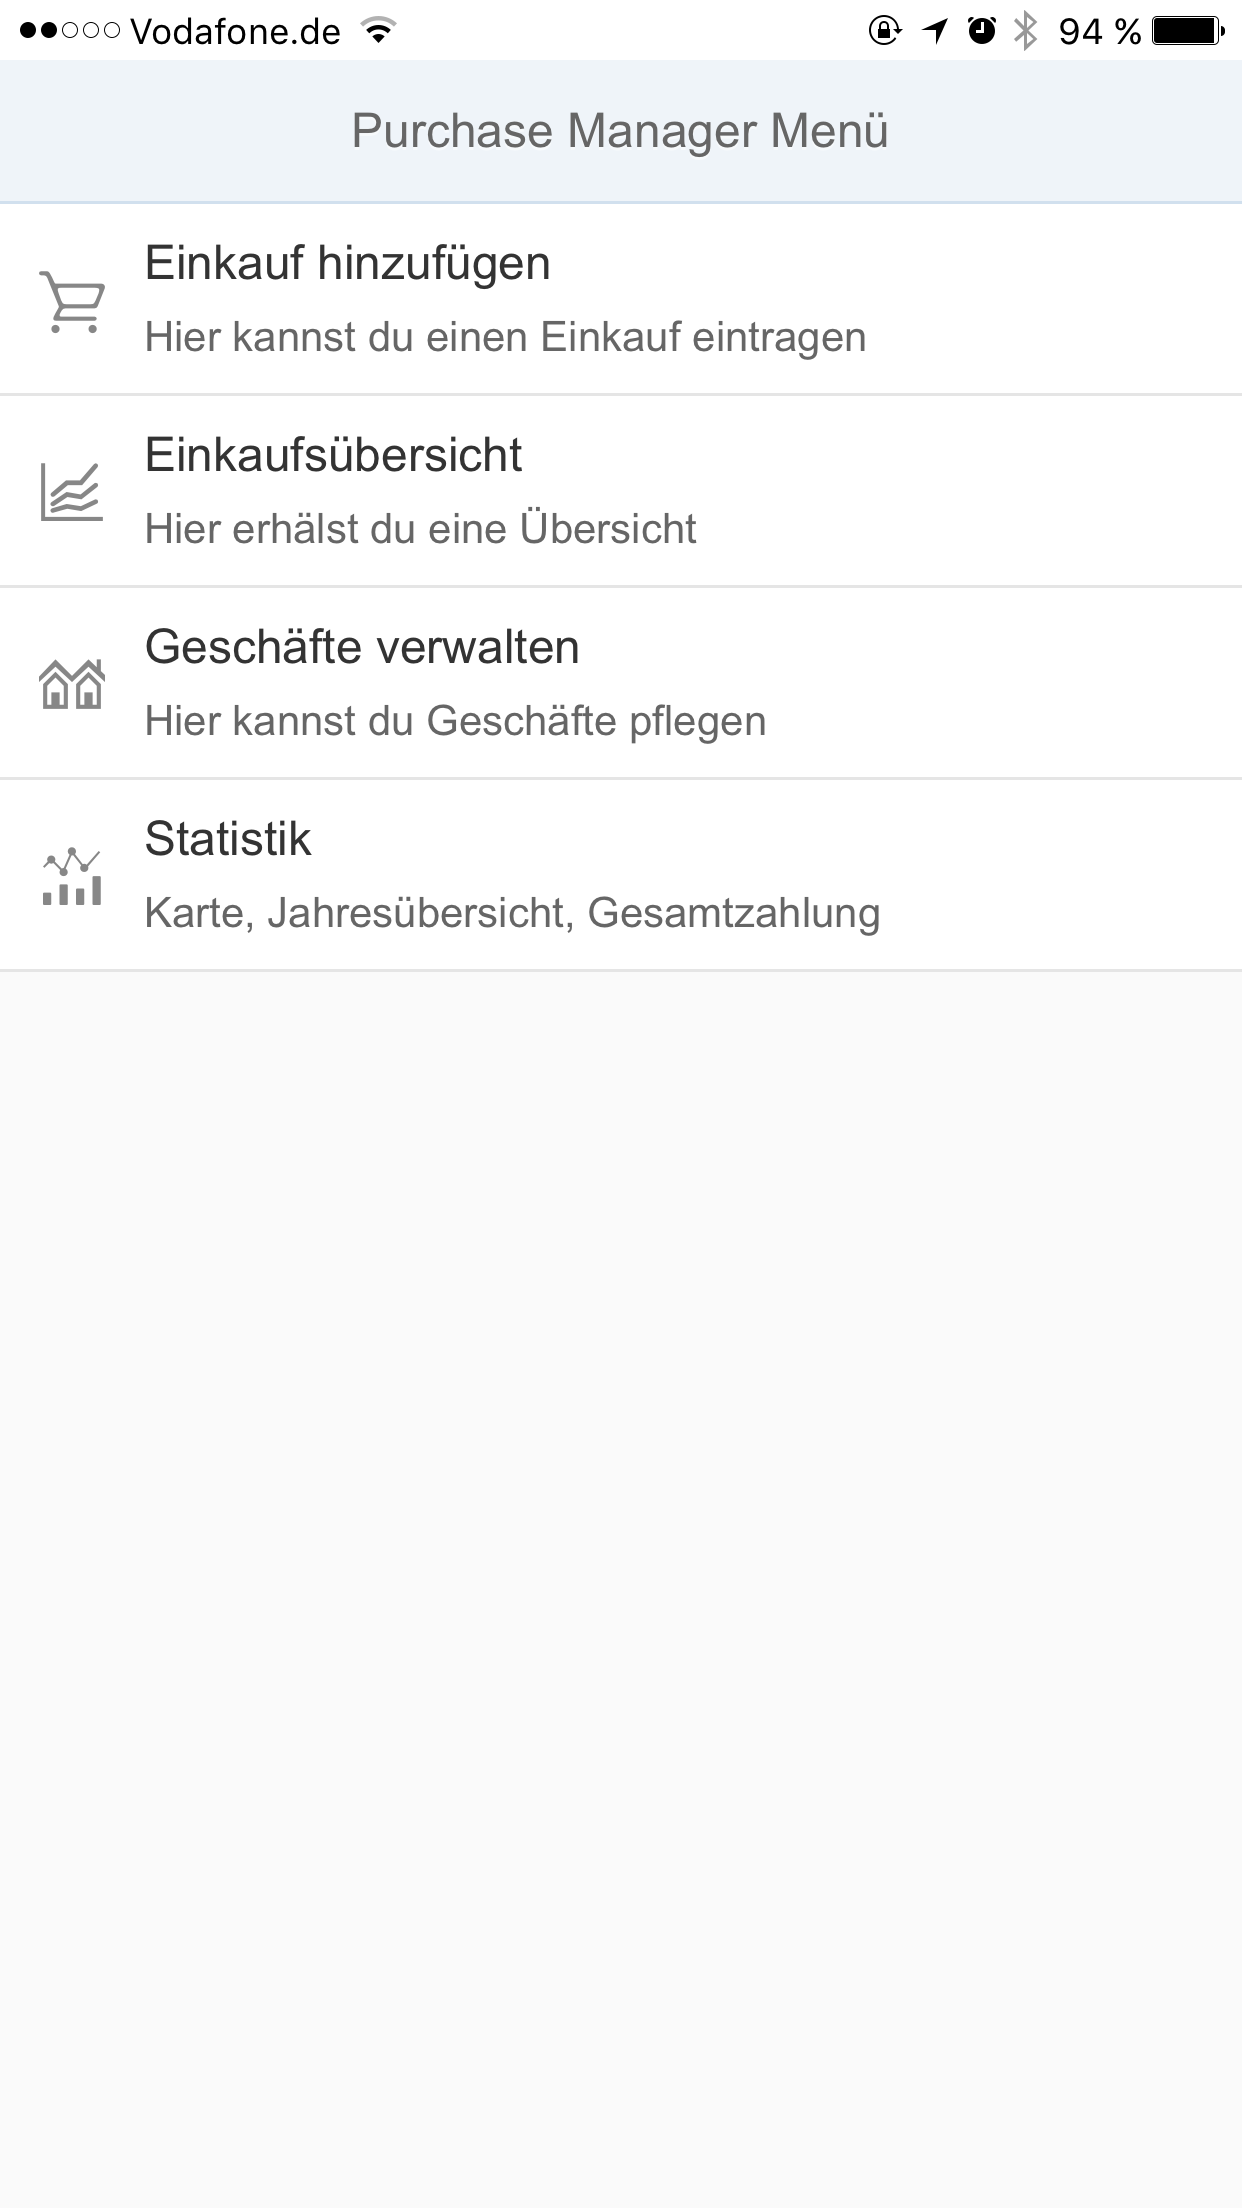 Vodafone.de 94 %
Purchase Manager Menü
Einkauf hinzufügen
Hier kannst du einen Einkauf eintragen
Einkaufsübersicht
Hier erhälst du eine Übersicht
Geschäfte verwalten
Hier kannst du Geschäfte pflegen
Statistik
Karte, Jahresübersicht, Gesamtzahlung